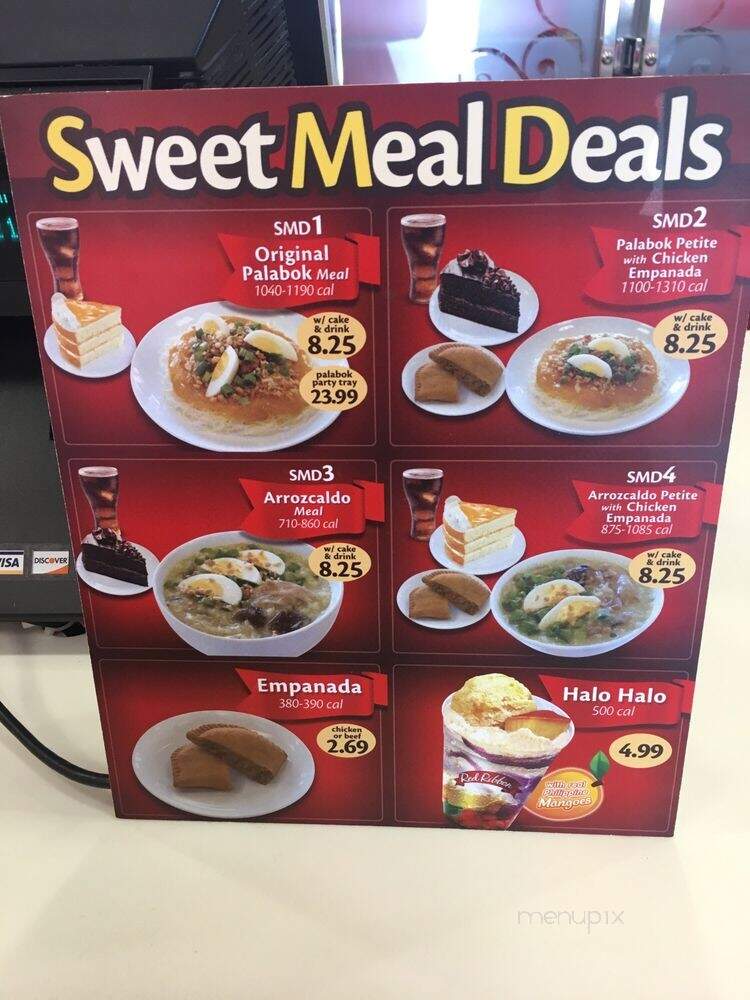 Sweet Meal Deals
SMD1
Original
Palabok Meal
1040-1190 cal
w/ cake
& drink
8.25
palabok
party tray
23.99
SMD2
Palabok Petite
with Chicken
Empanada
1100-1310 cal
w/ cake
& drink
8.25
SMD3
Arrozcaldo
Meal
710-860 cal
w/ cake
& drink
8.25
SMD4
Arrozcaldo Petite
with Chicken
Empanada
875-1085 cal
w/ cake
& drink
8.25
VISA
DISCOVER
Empanada
380-390 cal
chicken
or beef
2.69
Halo Halo
500 cal
4.99
Red Ribbon
with real
Philippine
Mangoes
menupix